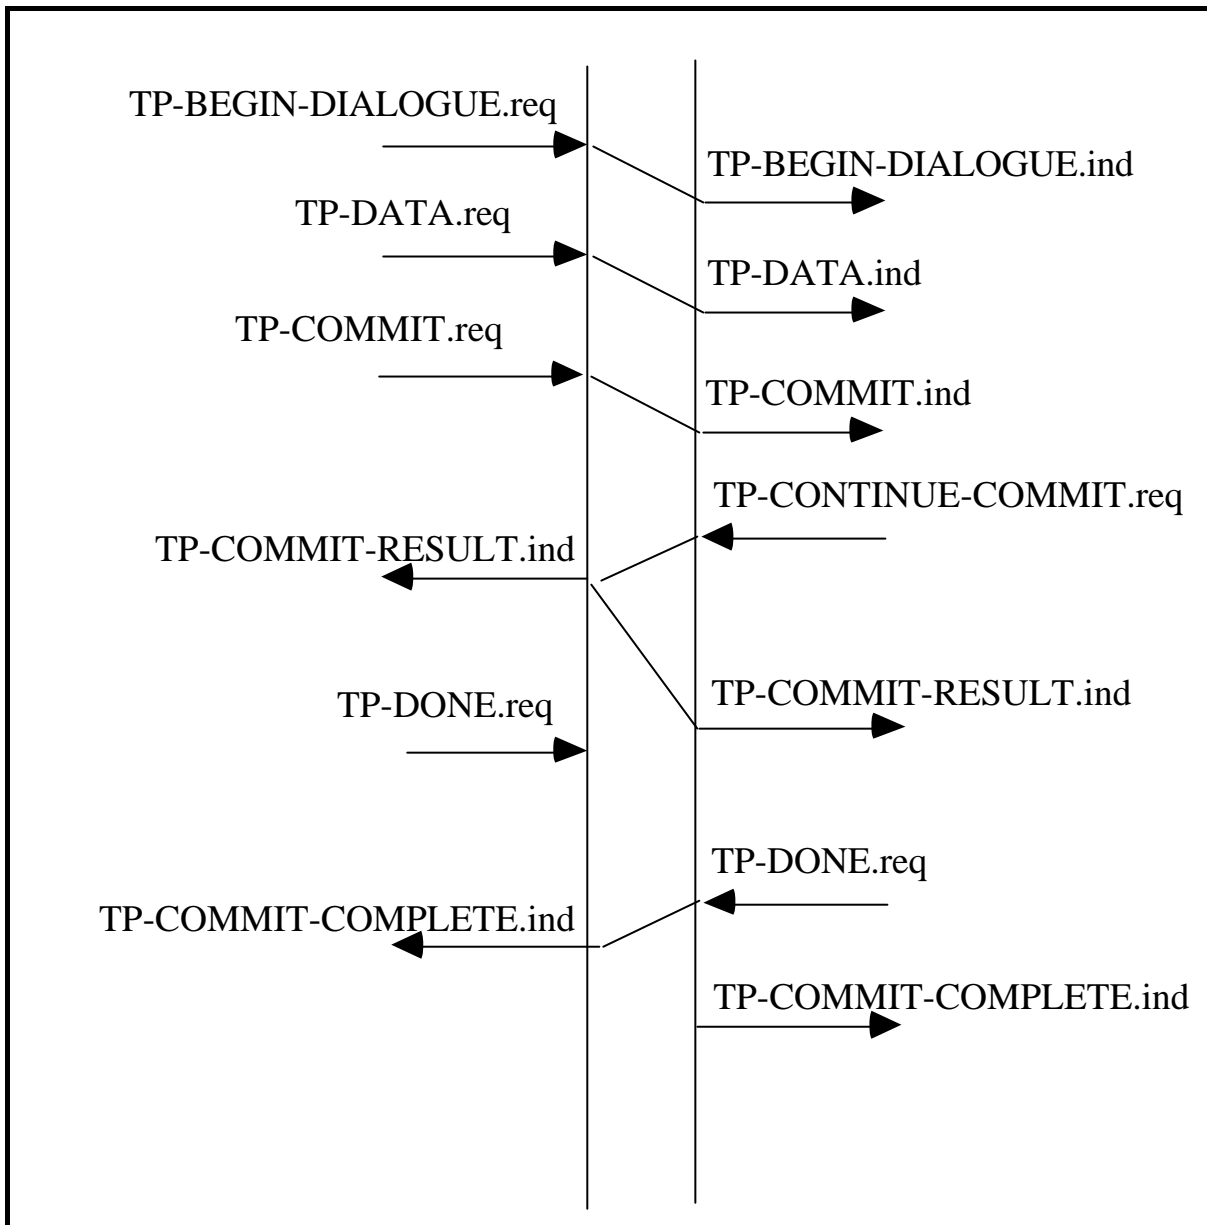 TP-BEGIN-DIALOGUE.req
TP-BEGIN-DIALOGUE.ind
TP-DATA.req
TP-DATA.ind
TP-COMMIT.req
TP-COMMIT.ind
TP-CONTINUE-COMMIT.req
TP-COMMIT-RESULT.ind
TP-COMMIT-RESULT.ind
TP-DONE.req
TP-DONE.req
TP-COMMIT-COMPLETE.ind
TP-COMMIT-COMPLETE.ind